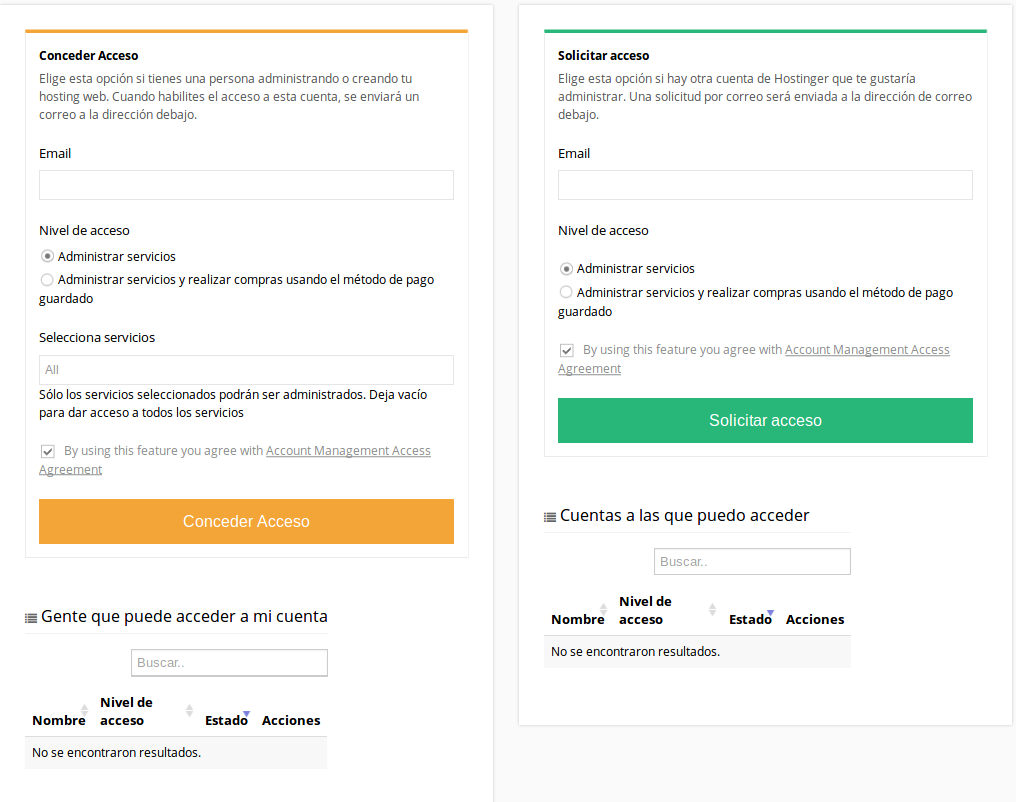 Conceder Acceso
Elige esta opción si tienes una persona administrando o creando tu
hosting web. Cuando habilites el acceso a esta cuenta, se enviará un
correo a la dirección debajo.
Email
Nivel de acceso
Administrar servicios
Administrar servicios y realizar compras usando el método de pago
guardado
Selecciona servicios
All
Sólo los servicios seleccionados podrán ser administrados. Deja vacío
para dar acceso a todos los servicios
By using this feature you agree with Account Management Access
Agreement
Conceder Acceso
Gente que puede acceder a mi cuenta
Buscar..
Nombre Nivel de acceso Estado Acciones
No se encontraron resultados.
Solicitar acceso
Elige esta opción si hay otra cuenta de Hostinger que te gustaría
administrar. Una solicitud por correo será enviada a la dirección de correo
debajo.
Email
Nivel de acceso
Administrar servicios
Administrar servicios y realizar compras usando el método de pago
guardado
By using this feature you agree with Account Management Access
Agreement
Solicitar acceso
Cuentas a las que puedo acceder
Buscar..
Nombre Nivel de acceso Estado Acciones
No se encontraron resultados.